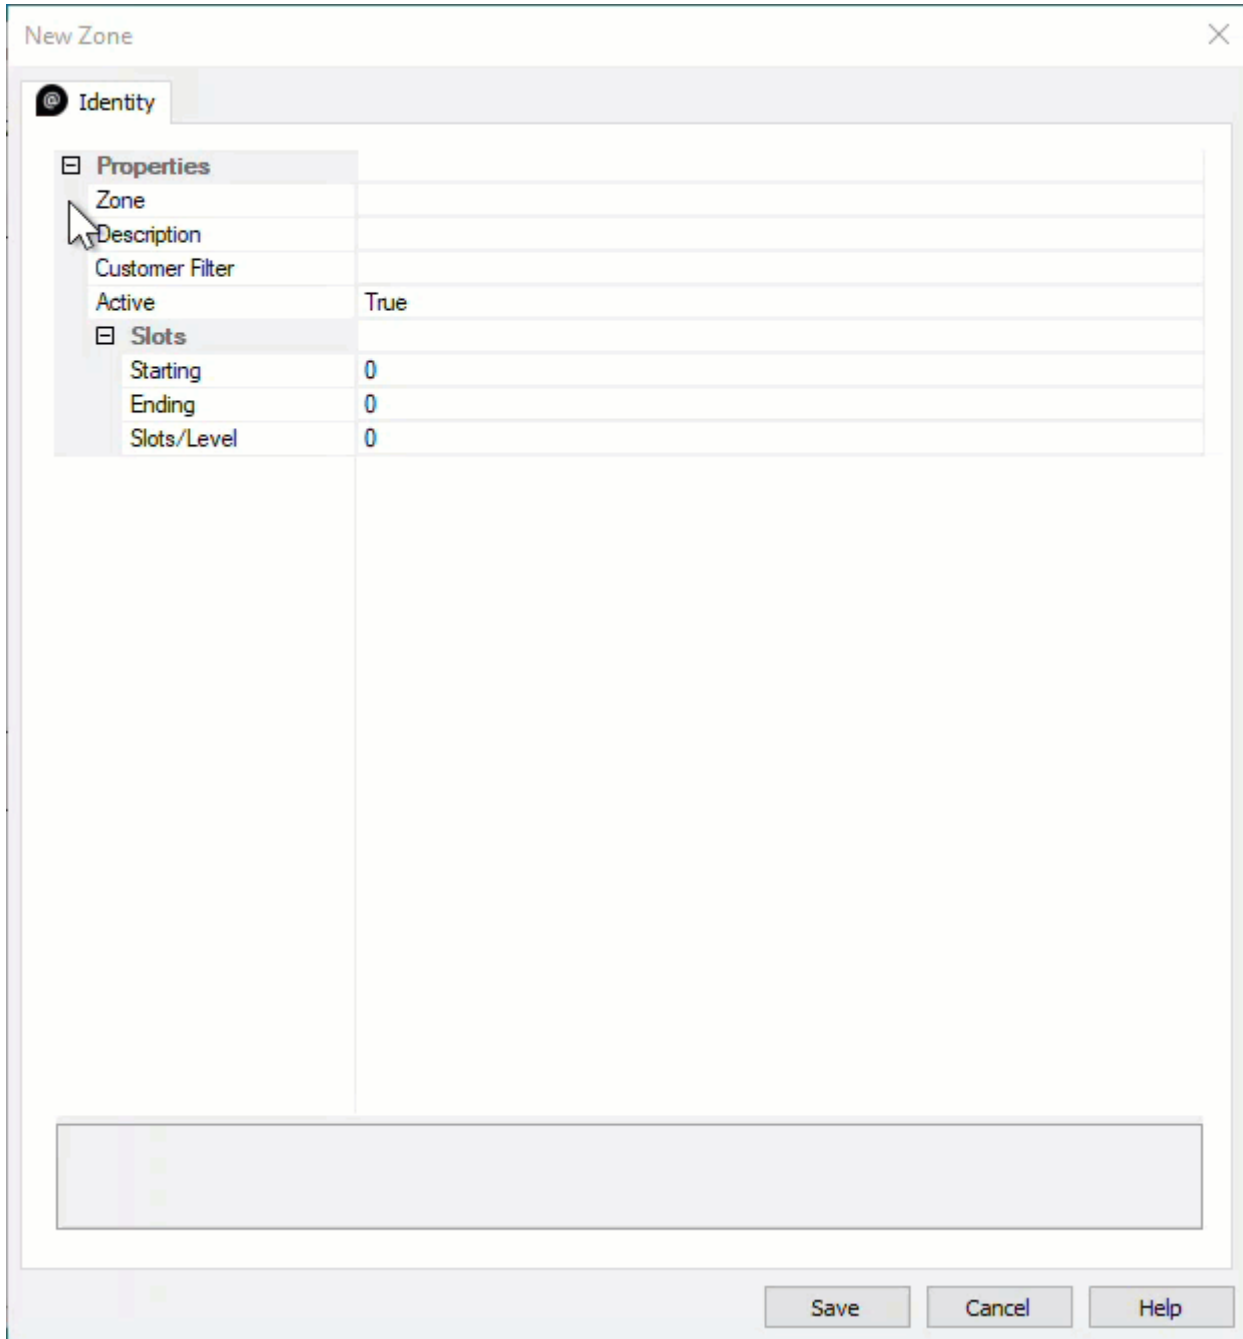 New Zone
@ Identity
Properties
Zone
Description
Customer Filter
Active True
Slots
Starting 0
Ending 0
Slots/Level 0
Save Cancel Help